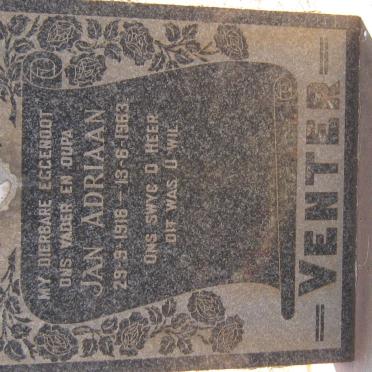 MY DIERBARE EGGENOOT
ONS VADER EN OUPA
JAN ADRIAAN
29-9-1918 – 13-6-1983
ONS SWYG O HEER
DIT WAS U WIL
= VENTER =